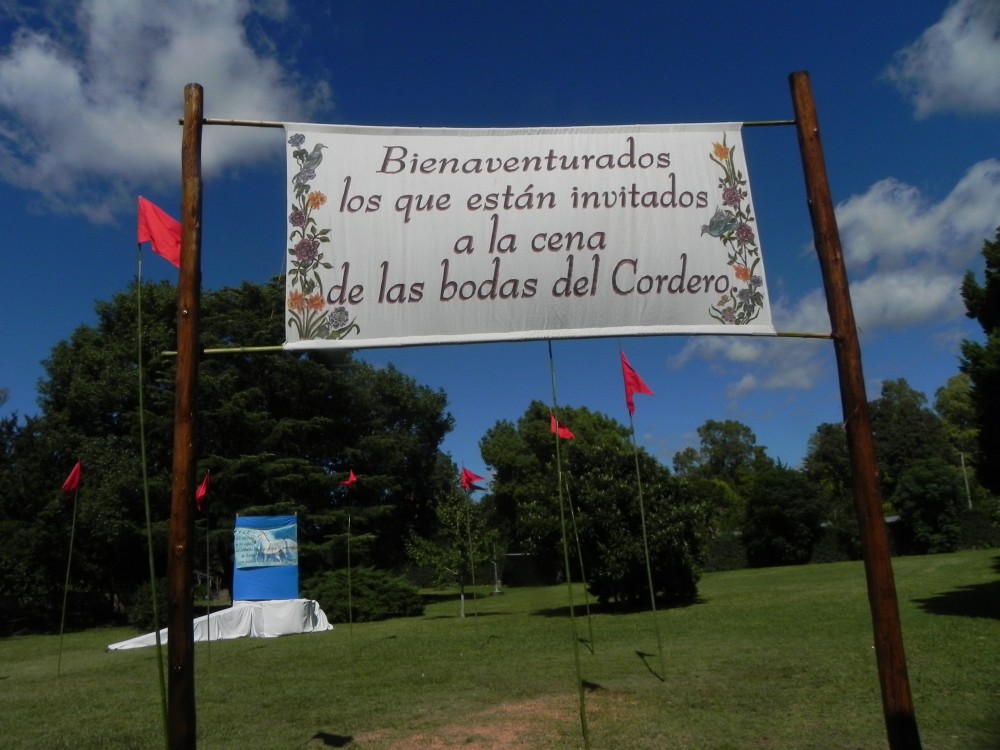 Bienaventurados
los que están invitados
a la cena
de las bodas del Cordero